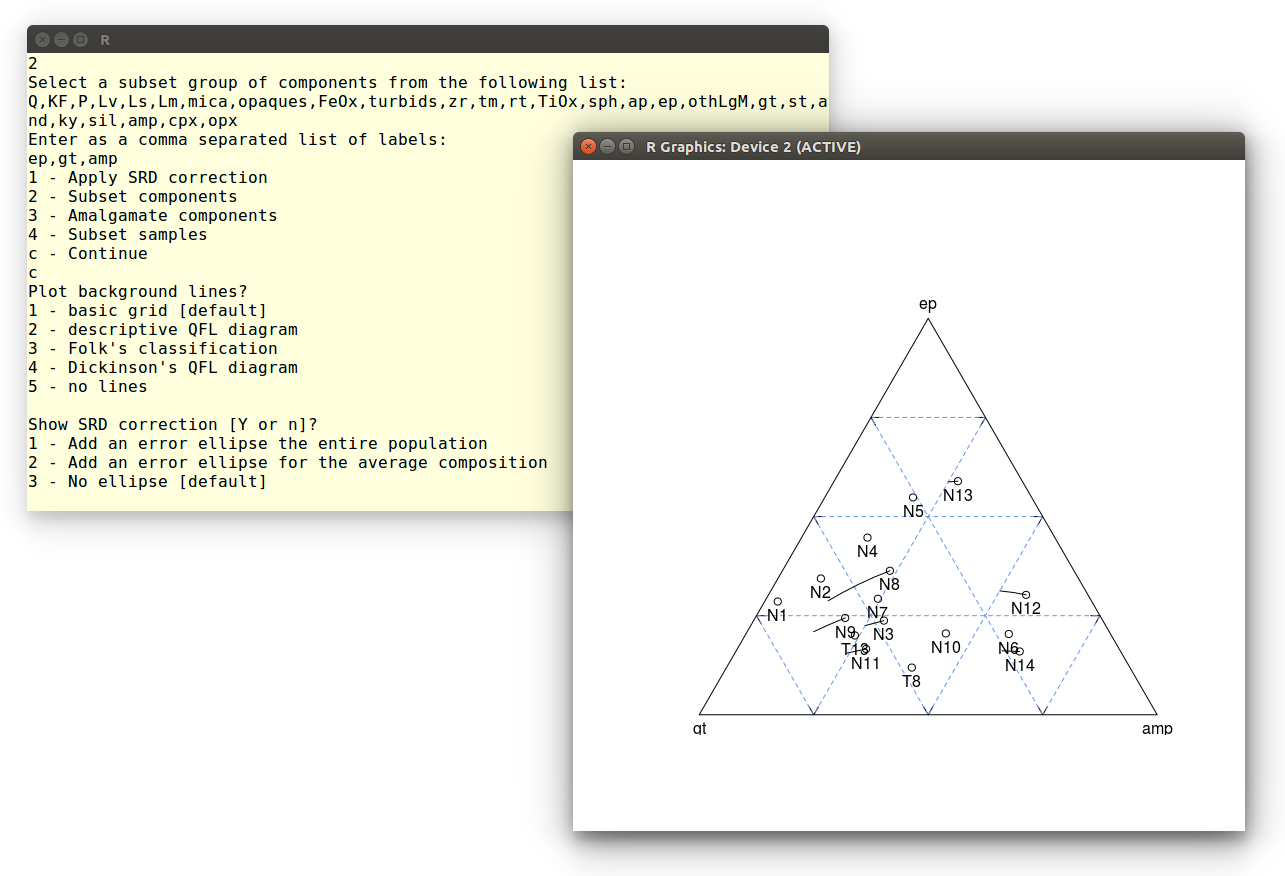 R
2
Select a subset group of components from the following list:
Q,KF,P,Lv,Ls,Lm,mica,opaques,FeOx,turbids,zr,tm,rt,TiOx,sph,ap,ep,othLgM,gt,st,a
nd,ky,sil,amp,cpx,opx
Enter as a comma separated list of labels:
ep,gt,amp
1 - Apply SRD correction
2 - Subset components
3 - Amalgamate components
4 - Subset samples
c - Continue
c
Plot background lines?
1 - basic grid [default]
2 - descriptive QFL diagram
3 - Folk's classification
4 - Dickinson's QFL diagram
5 - no lines
Show SRD correction [Y or n]?
1 - Add an error ellipse the entire population
2 - Add an error ellipse for the average composition
3 - No ellipse [default]
R Graphics: Device 2 (ACTIVE)
ep
N13
N5
N4
N8
N2
N7
N12
N1
N9
N3
T13
N10
N6
N11
N14
T8
gt
amp